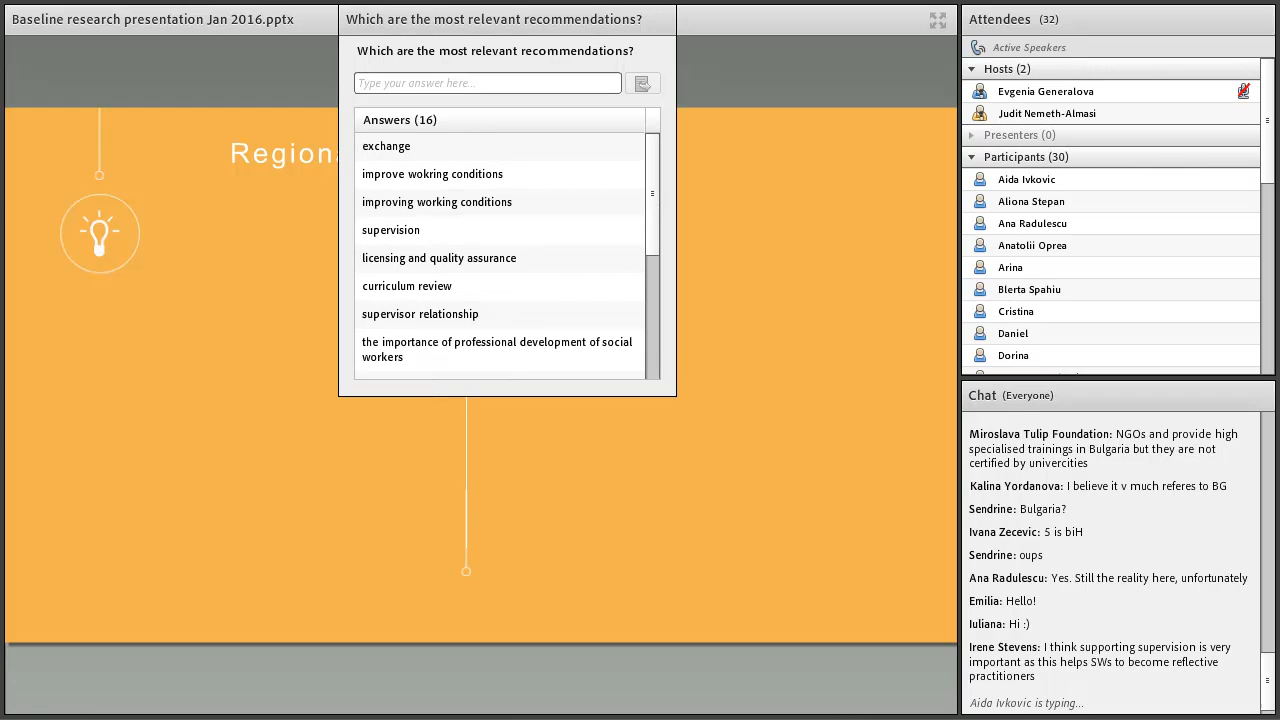 Baseline research presentation Jan 2016.pptx
Regiona
Which are the most relevant recommendations?
Which are the most relevant recommendations?
Type your answer here...
Answers (16)
exchange
improve wokring conditions
improving working conditions
supervision
licensing and quality assurance
curriculum review
supervisor relationship
the importance of professional development of social
workers
Attendees (32)
Active Speakers
Hosts (2)
Evgenia Generalova
Judit Nemeth-Almasi
Presenters (0)
Participants (30)
Aida Ivkovic
Aliona Stepan
Ana Radulescu
Anatolii Oprea
Arina
Blerta Spahiu
Cristina
Daniel
Dorina
Chat (Everyone)
Miroslava Tulip Foundation: NGOs and provide high
specialised trainings in Bulgaria but they are not
certified by univercities
Kalina Yordanova: I believe it v much referes to BG
Sendrine: Bulgaria?
Ivana Zecevic: 5 is biH
Sendrine: oups
Ana Radulescu: Yes. Still the reality here, unfortunately
Emilia: Hello!
Iuliana: Hi :)
Irene Stevens: I think supporting supervision is very
important as this helps SWs to become reflective
practitioners
Aida Ivkovic is typing...